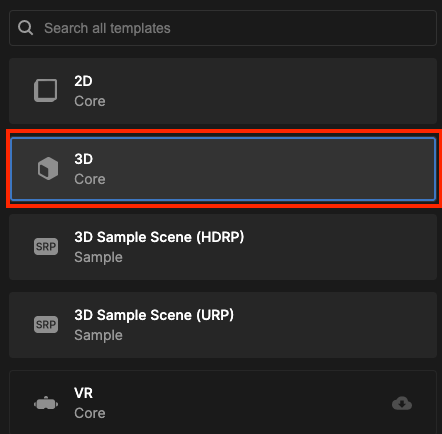 Search all templates
2D
Core
3D
Core
SRP
3D Sample Scene (HDRP)
Sample
SRP
3D Sample Scene (URP)
Sample
VR
Core